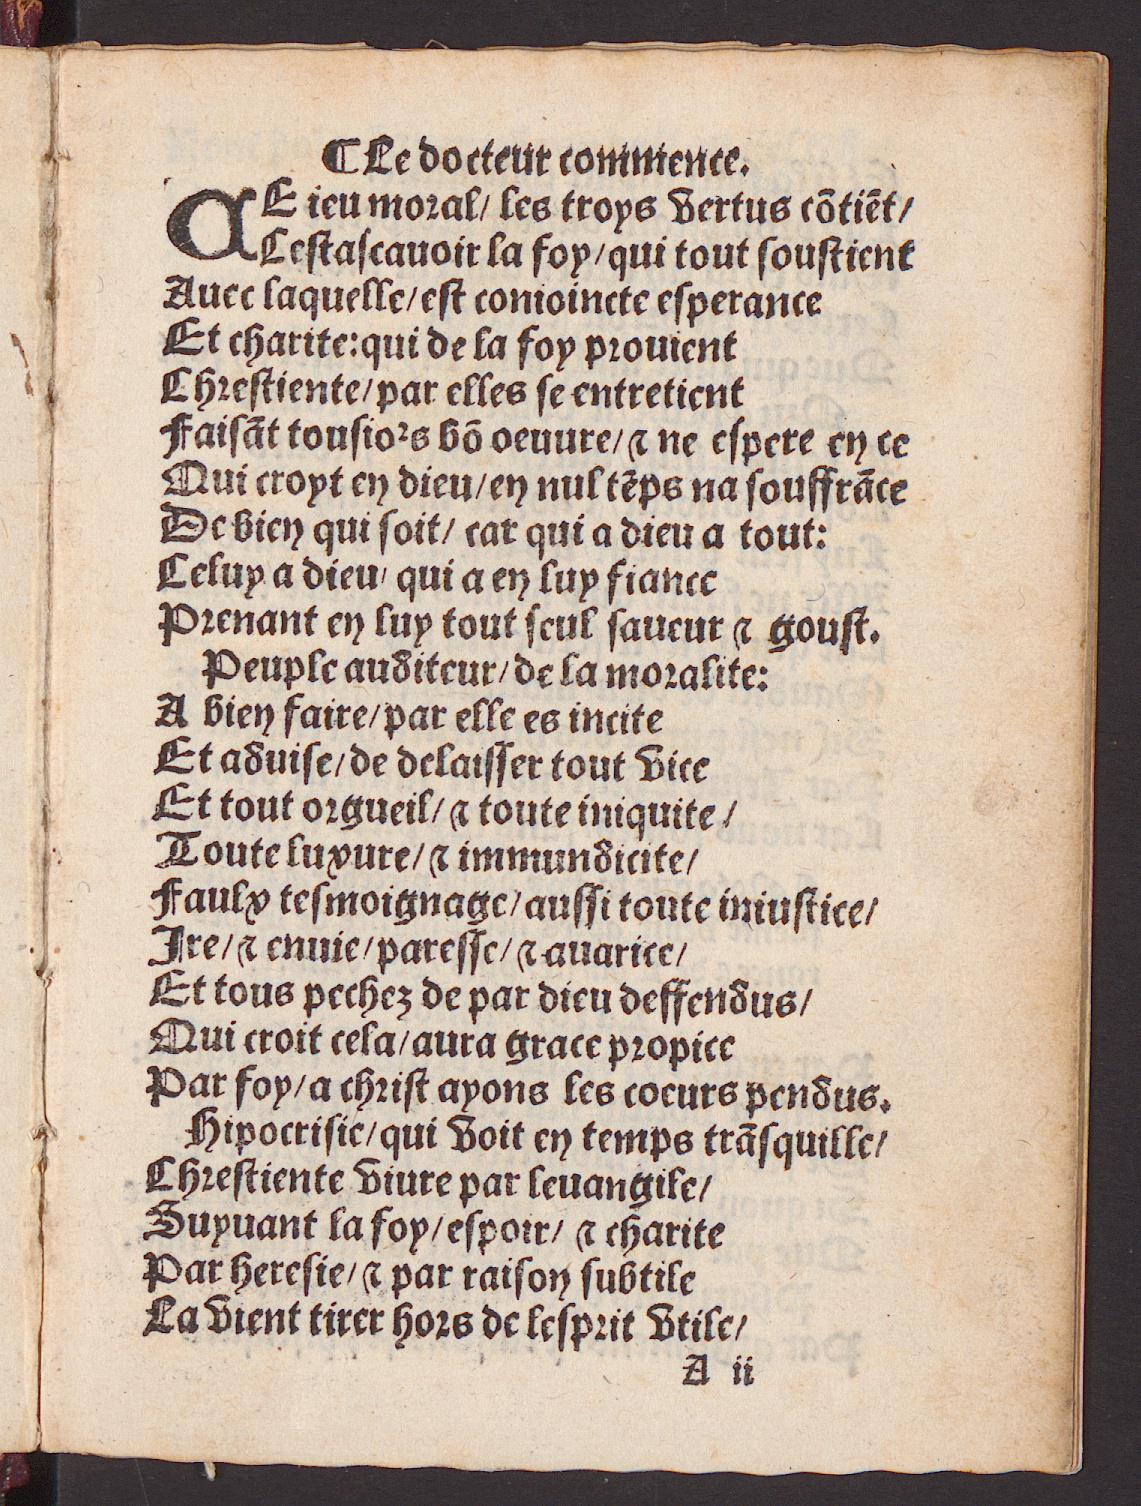 ⁋Le docteur commence.
CE ieu moral/ les troys vertus cõtiẽt/
Cestascauoir la foy/qui tout soustient
Auec laquelle/est conioincte esperance
Et charite:qui de la foy prouient
Chrestiente/par elles se entretient
Faisãt tousiors bõ oeuure/⁊ ne espere en ce
Qui croyt en dieu/en nul tẽps na souffrãce
De bien qui soit/ car qui a dieu a tout:
Celuy a dieu/ qui a en luy fiance
Prenant en luy tout seul saueur ⁊ goust.
Peuple auditeur/de la moralite:
A bien faire/par elle es incite
Et aduise/de delaisser tout vice
Et tout orgueil/⁊ toute iniquite/
Toute luxure/⁊ immundicite/
Faulx tesmoignage/aussi toute iniustice/
Ire/⁊ enuie/paresse/⁊ auarice/
Et tous pechez de par dieu deffendus/
Qui croit cela/aura grace propice
Par foy/a christ ayons les coeurs pendus.
Hipocrisie/qui voit en temps trãsquille/
Chrestiente viure par leuangile/
Suyuant la foy/espoir/ ⁊ charite
Par heresie/⁊ par raison subtile
La vient tirer hors de lesprit vtile/
A ii